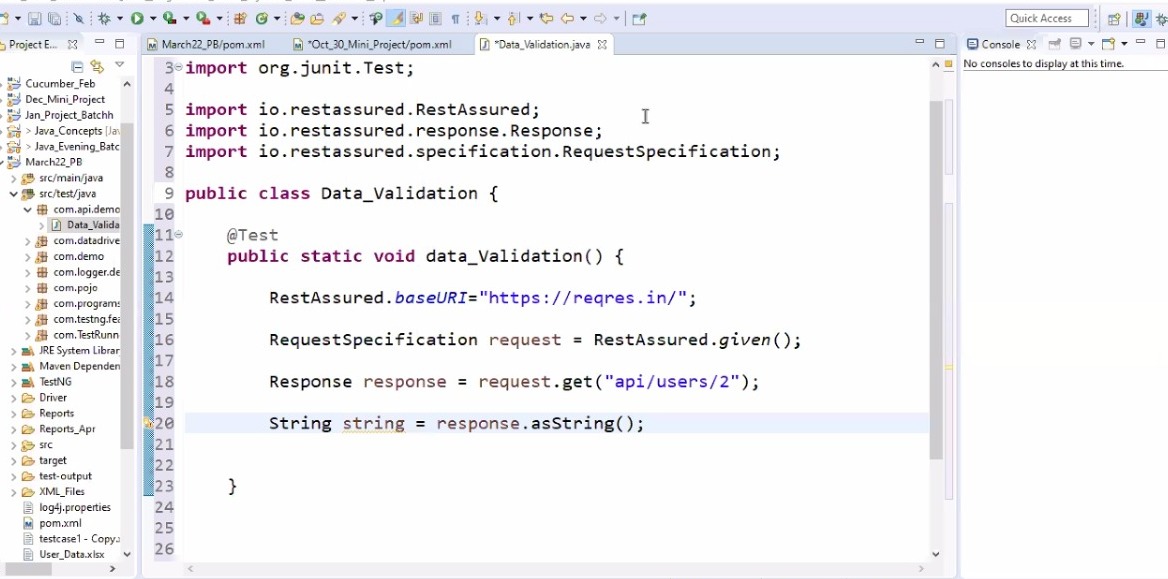 Quick Access
Project E...
March22_PB/pom.xml
*Oct_30_Mini_Project/pom.xml
*Data_Validation.java
Console
No consoles to display at this time.
Cucumber_Feb
Dec_Mini_Project
Jan_Project_Batchh
> Java_Concepts [Jav
> Java_Evening_Batc
March22_PB
src/main/java
src/test/java
com.api.demo
Data_Valida
com.datadrive
com.demo
com.logger.de
com.pojo
com.programs
com.testng.fea
com.TestRunn
JRE System Librar
Maven Dependen
TestNG
Driver
Reports
Reports_Apr
src
target
test-output
XML_Files
log4j.properties
pom.xml
testcase1 - Copy.
User_Data.xlsx
3 import org.junit.Test;
4
5 import io.restassured.RestAssured;
6 import io.restassured.response.Response;
7 import io.restassured.specification.RequestSpecification;
8
9 public class Data_Validation {
10
11 @Test
12 public static void data_Validation() {
13
14 RestAssured.baseURI="https://reqres.in/";
15
16 RequestSpecification request = RestAssured.given();
17
18 Response response = request.get("api/users/2");
19
20 String string = response.asString();
21
22
23 }
24
25
26